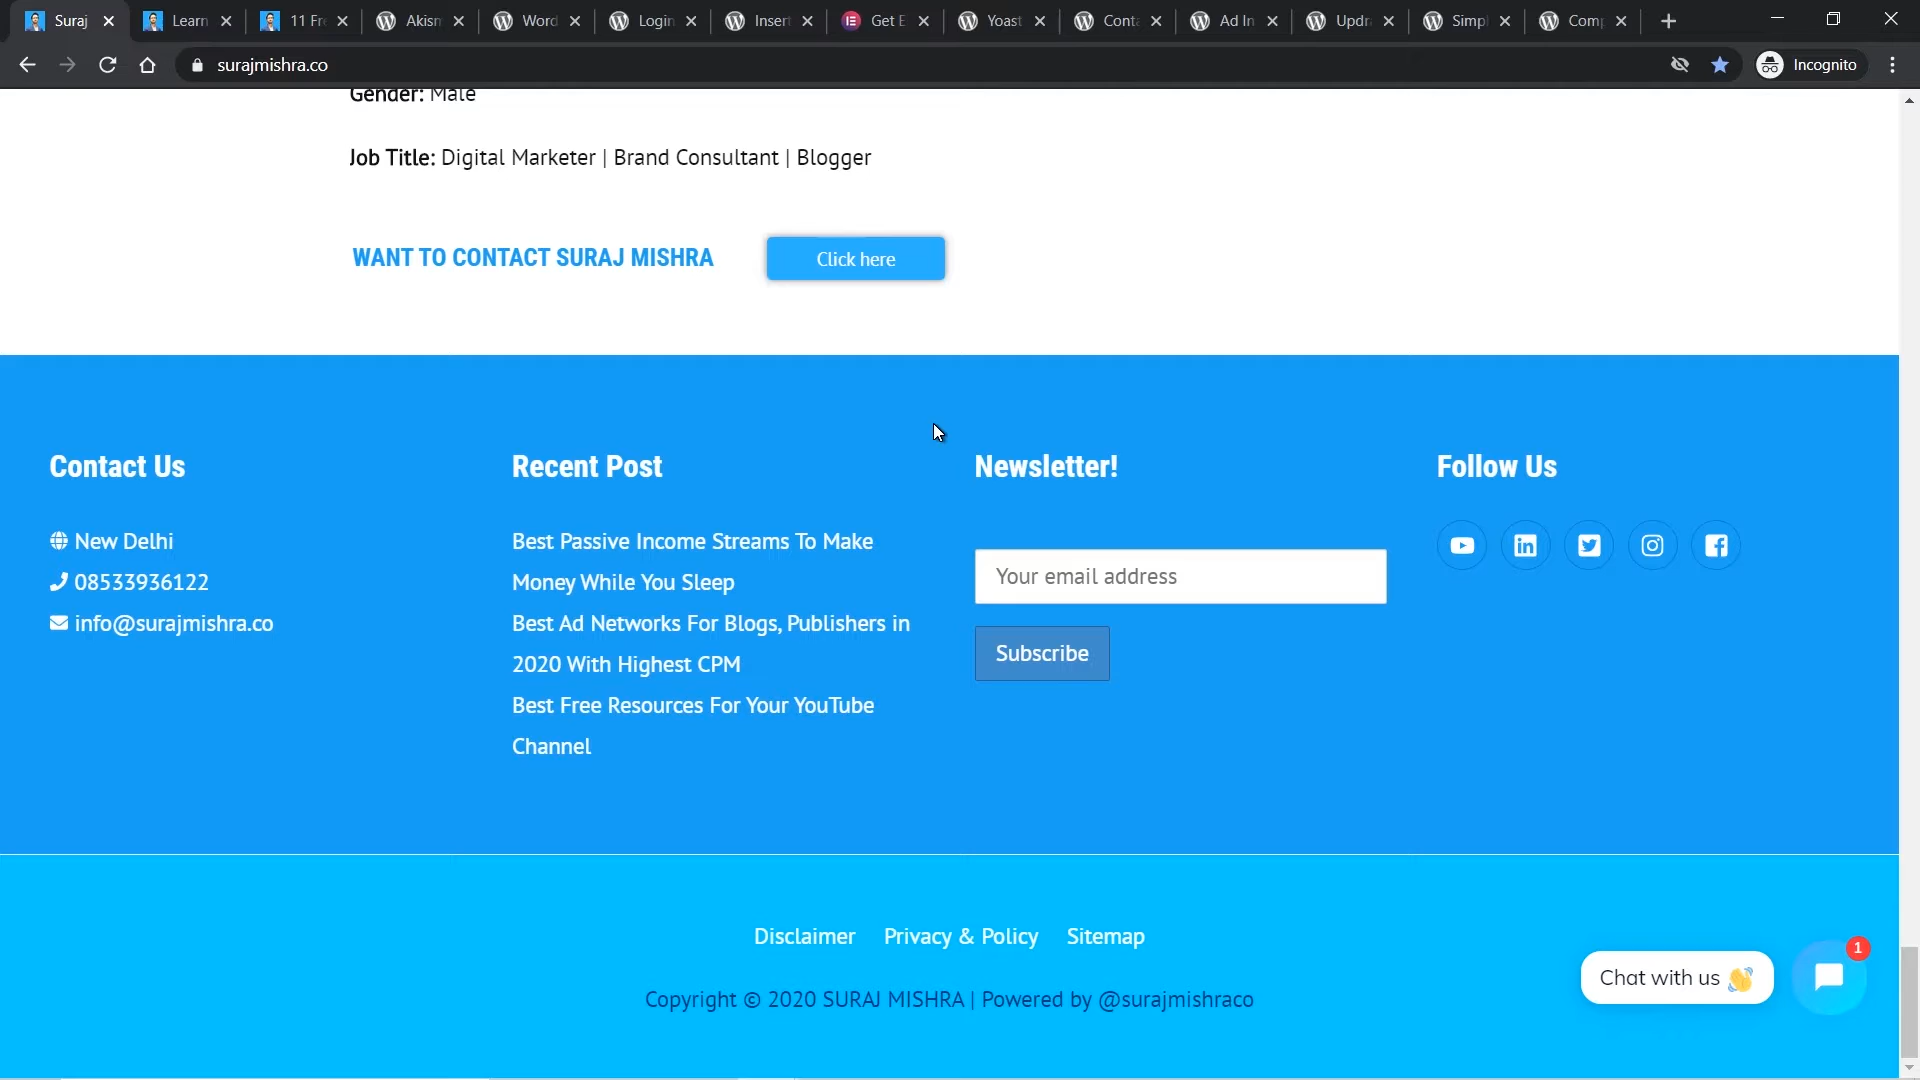 Suraj
Learn
11 Fre
Akism
Word
Login
Insert
Get E
Yoast
Conta
Ad In
Updr
Simpl
Comp
surajmishra.co
Incognito
Gender: Male
Job Title: Digital Marketer | Brand Consultant | Blogger
WANT TO CONTACT SURAJ MISHRA
Click here
Contact Us
New Delhi
08533936122
info@surajmishra.co
Recent Post
Best Passive Income Streams To Make
Money While You Sleep
Best Ad Networks For Blogs, Publishers in
2020 With Highest CPM
Best Free Resources For Your YouTube
Channel
Newsletter!
Your email address
Subscribe
Follow Us
Disclaimer Privacy & Policy Sitemap
Copyright © 2020 SURAJ MISHRA | Powered by @surajmishraco
Chat with us 👋
1